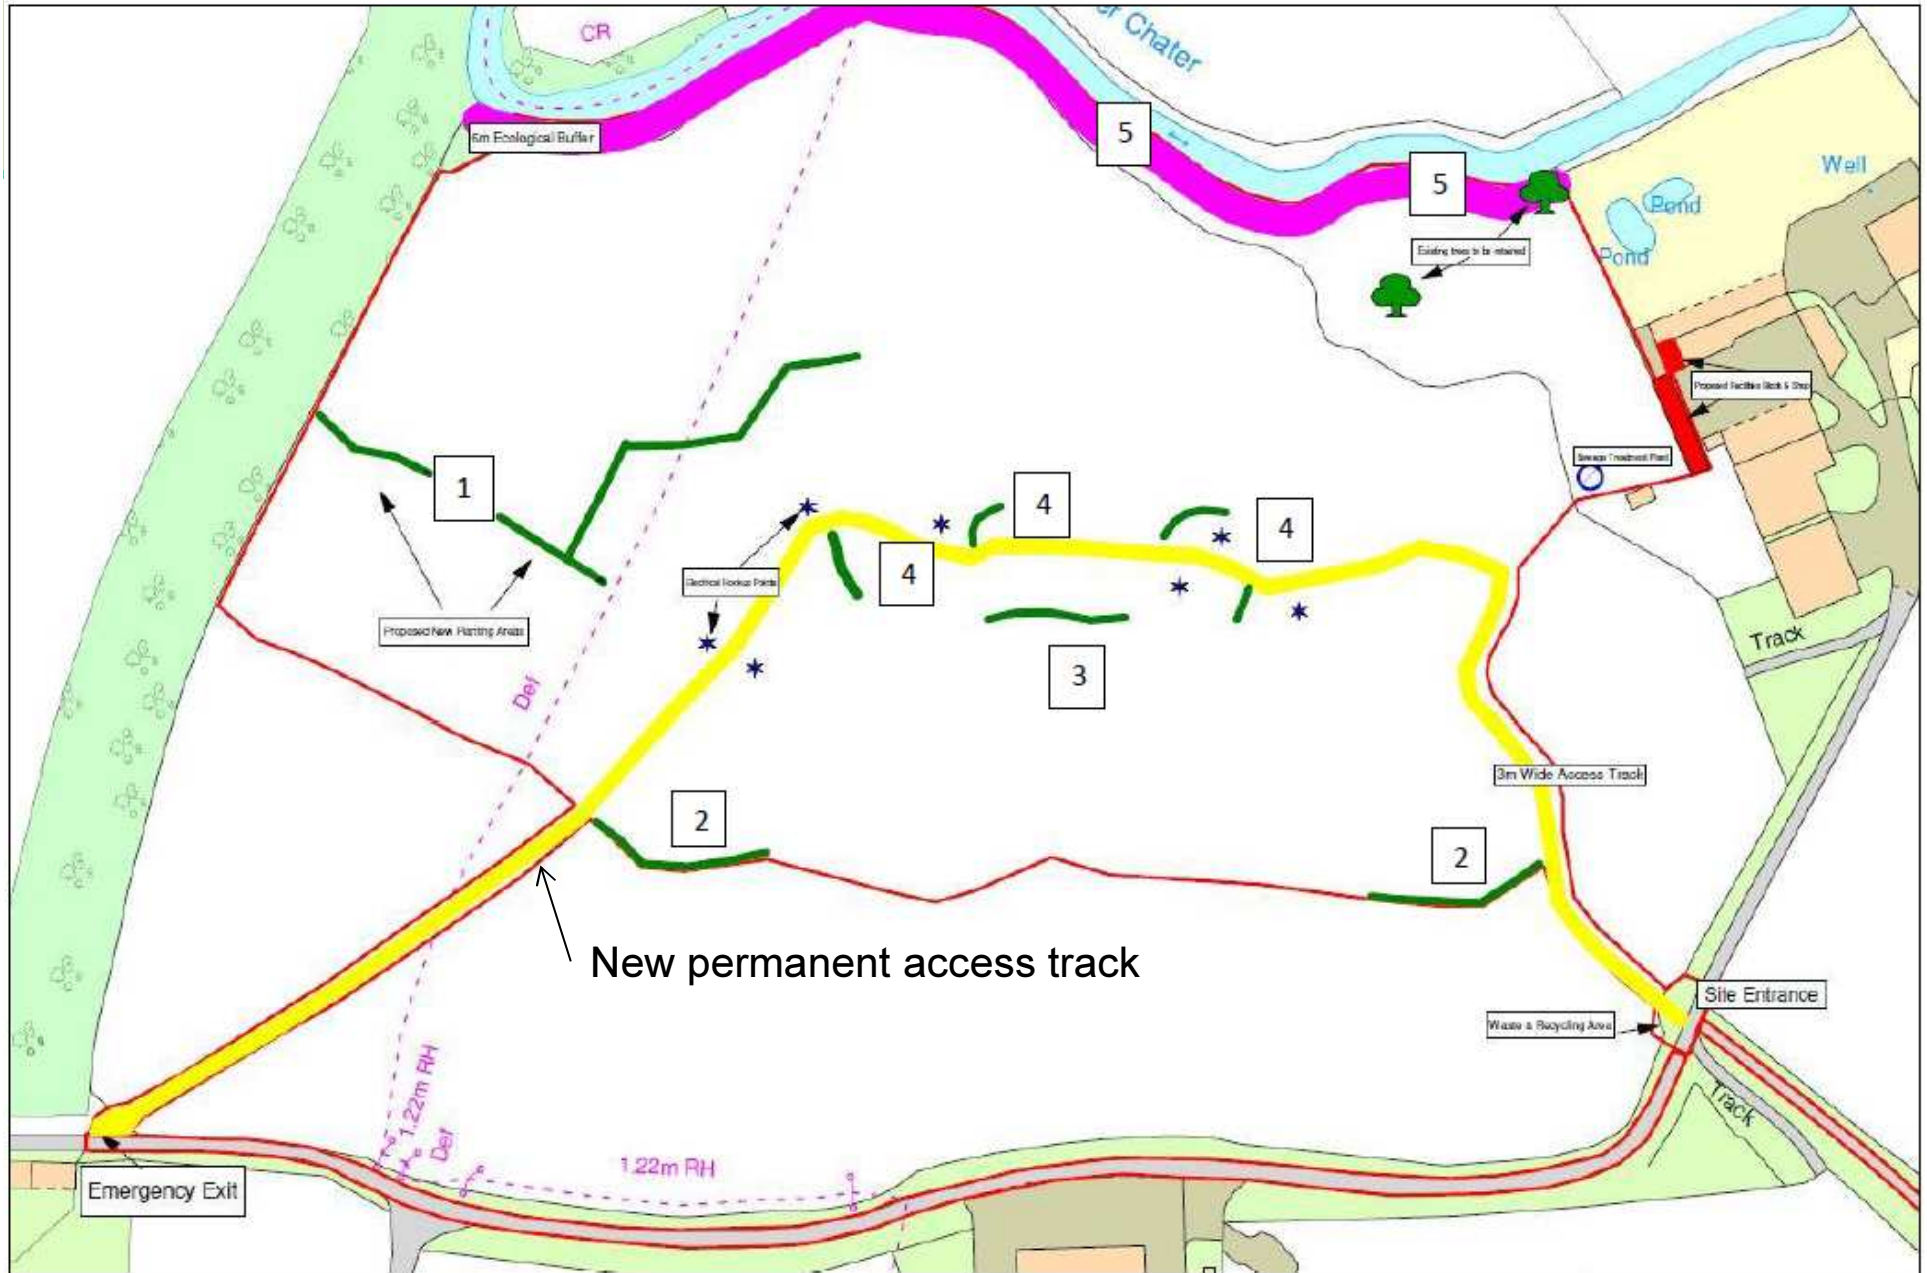 CR
er Chater
6m Ecological Buffer
5
5
Well
Pond
Pond
Existing trees to be retained
Proposed Facilities Block & Shop
Sewage Treatment Plant
1
4
4
4
Electrical Hookup Points
Proposed New Planting Areas
Track
3
Def
3m Wide Access Track
2
2
New permanent access track
Site Entrance
Waste & Recycling Area
Track
1.22m RH
Def
1.22m RH
Emergency Exit